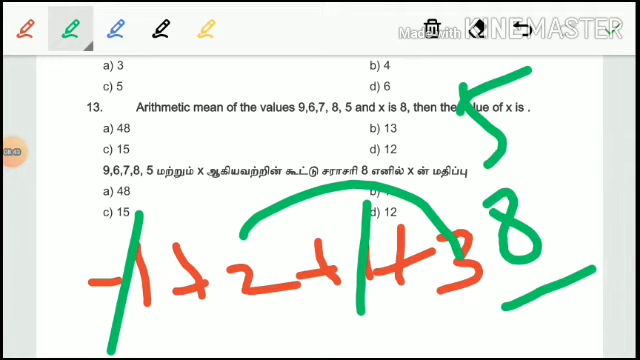 Made with KINEMASTER
a) 3 b) 4
08:43
c) 5 d) 6
13. Arithmetic mean of the values 9,6,7, 8, 5 and x is 8, then the value of x is .
a) 48 b) 13
c) 15 d) 12
9,6,7,8, 5 மற்றும் x ஆகியவற்றின் கூட்டு சராசரி 8 எனில் x ன் மதிப்பு
a) 48 b)
c) 15 d) 12
5
8
-1+2+1+3